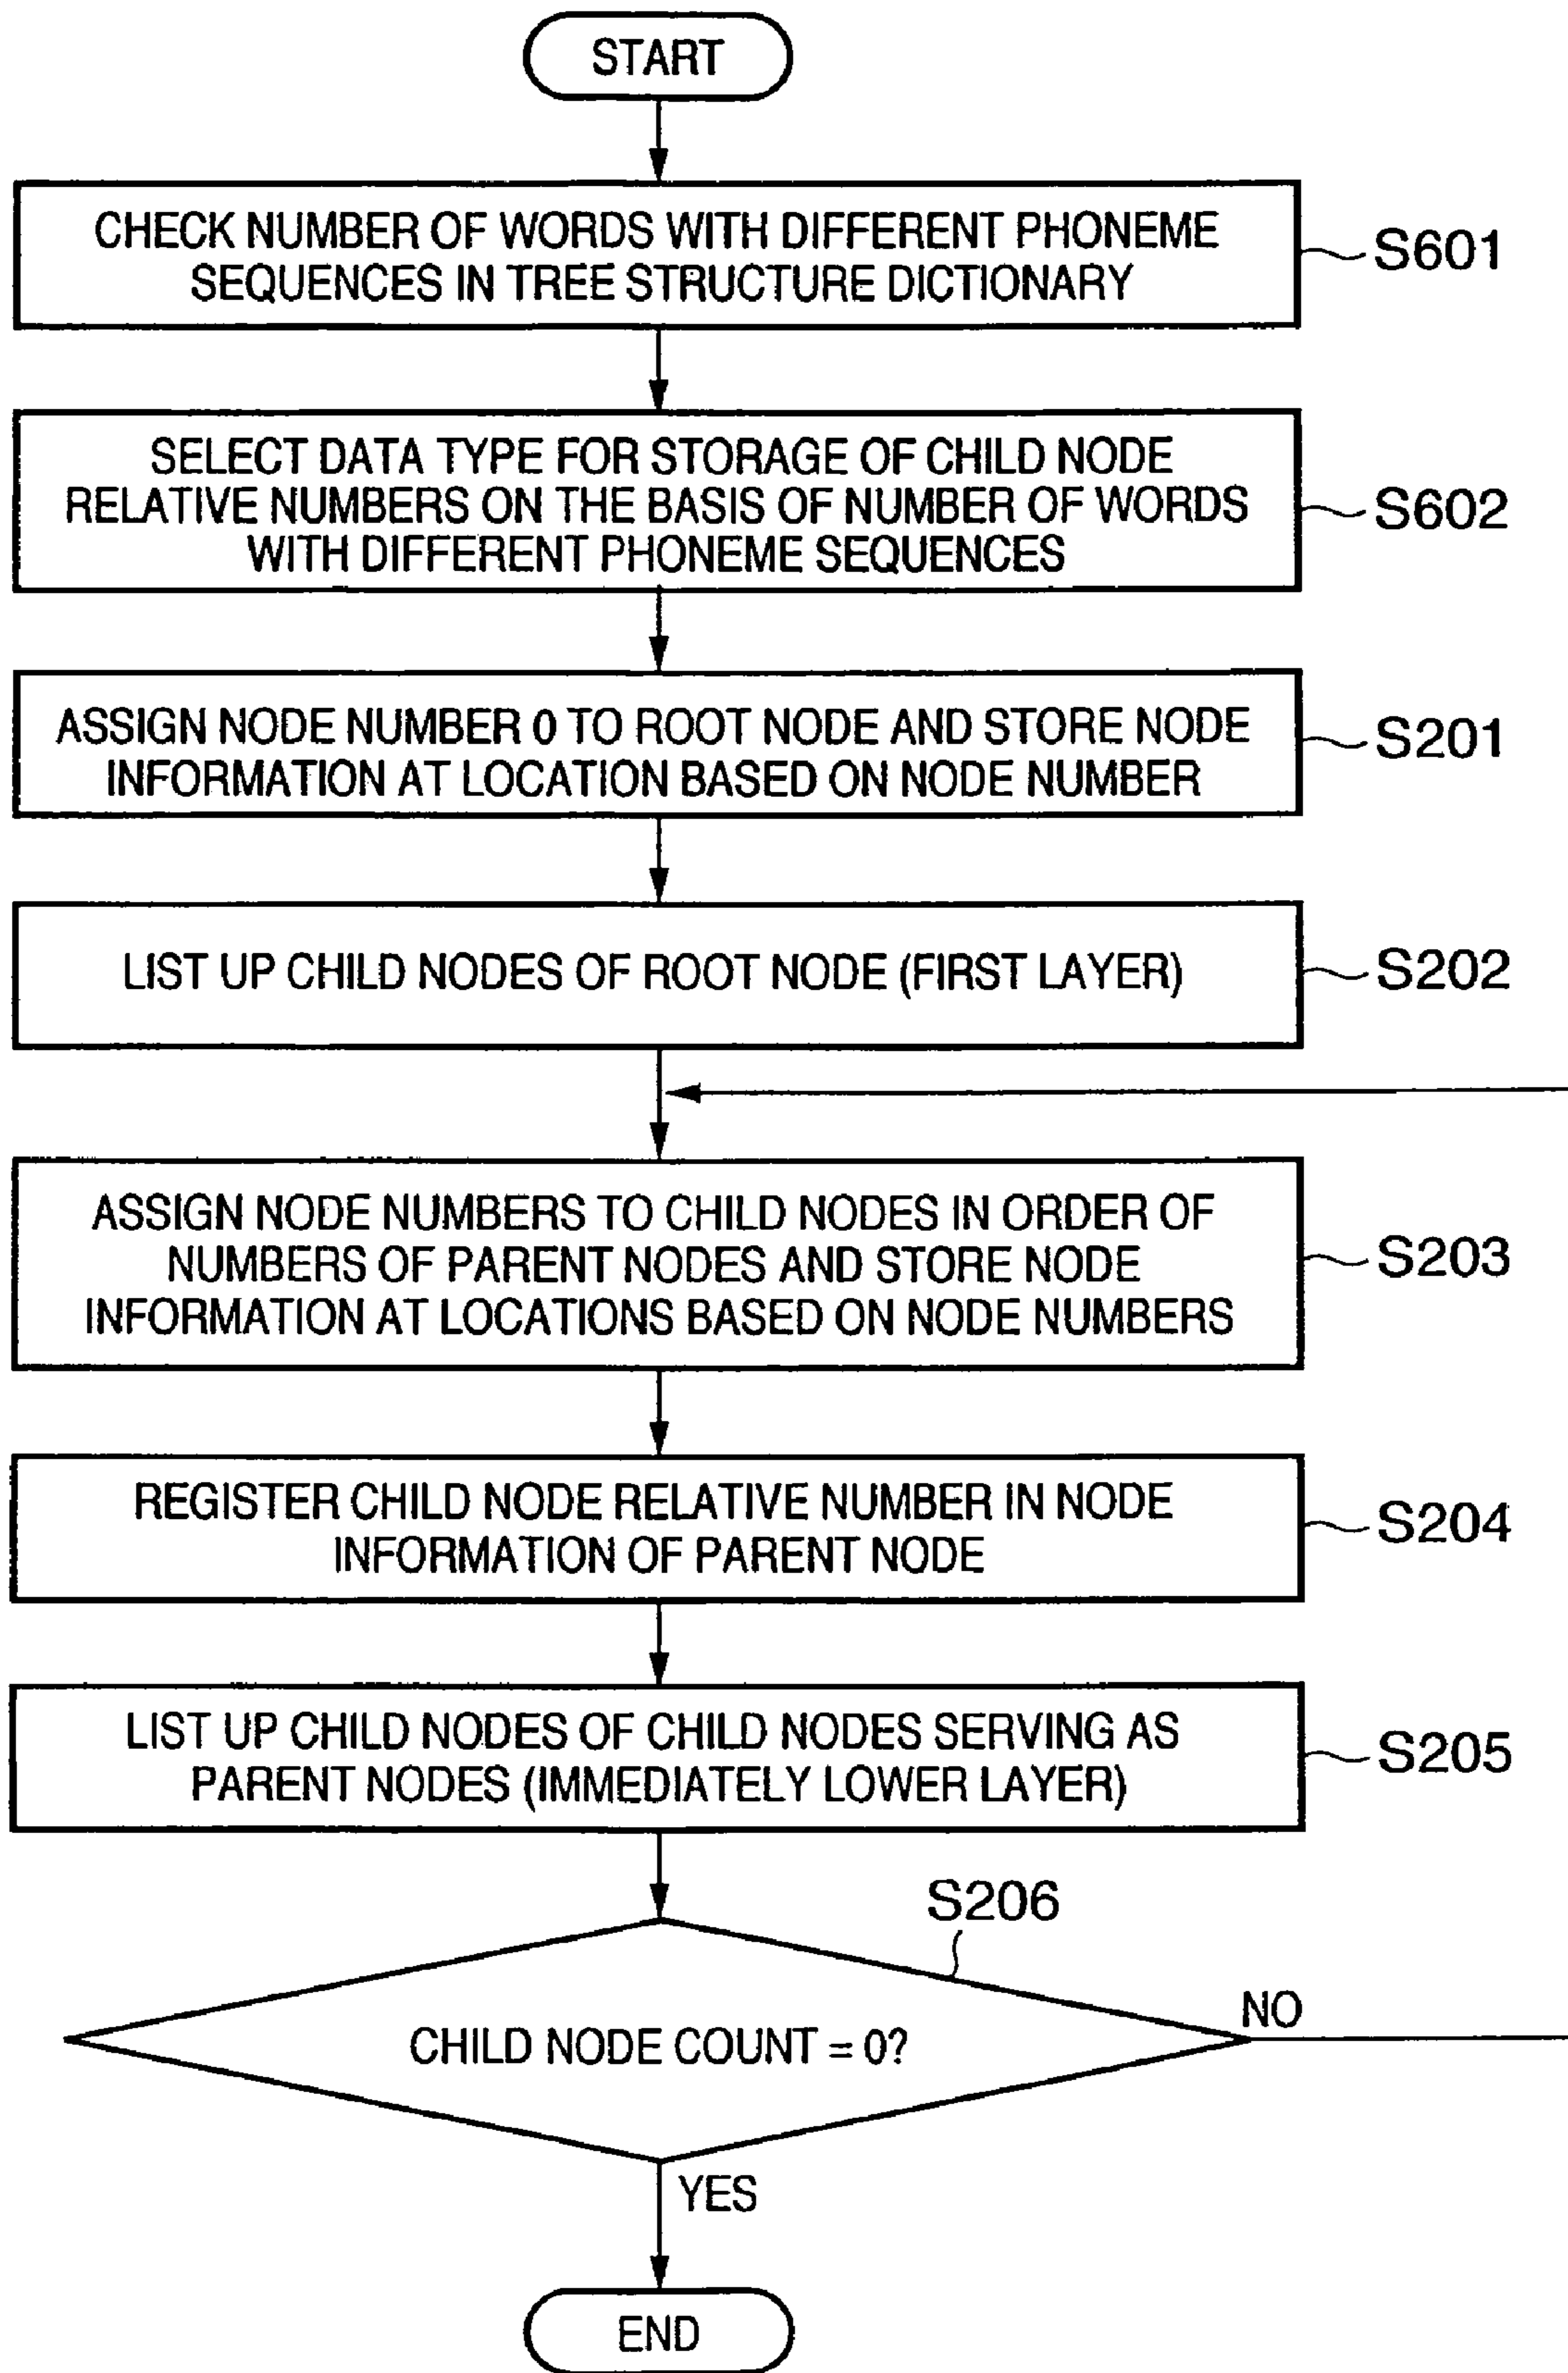 START
CHECK NUMBER OF WORDS WITH DIFFERENT PHONEME
SEQUENCES IN TREE STRUCTURE DICTIONARY
S601
SELECT DATA TYPE FOR STORAGE OF CHILD NODE
RELATIVE NUMBERS ON THE BASIS OF NUMBER OF WORDS
WITH DIFFERENT PHONEME SEQUENCES
S602
ASSIGN NODE NUMBER 0 TO ROOT NODE AND STORE NODE
INFORMATION AT LOCATION BASED ON NODE NUMBER
S201
LIST UP CHILD NODES OF ROOT NODE (FIRST LAYER)
S202
ASSIGN NODE NUMBERS TO CHILD NODES IN ORDER OF
NUMBERS OF PARENT NODES AND STORE NODE
INFORMATION AT LOCATIONS BASED ON NODE NUMBERS
S203
REGISTER CHILD NODE RELATIVE NUMBER IN NODE
INFORMATION OF PARENT NODE
S204
LIST UP CHILD NODES OF CHILD NODES SERVING AS
PARENT NODES (IMMEDIATELY LOWER LAYER)
S205
S206
CHILD NODE COUNT = 0?
NO
YES
END